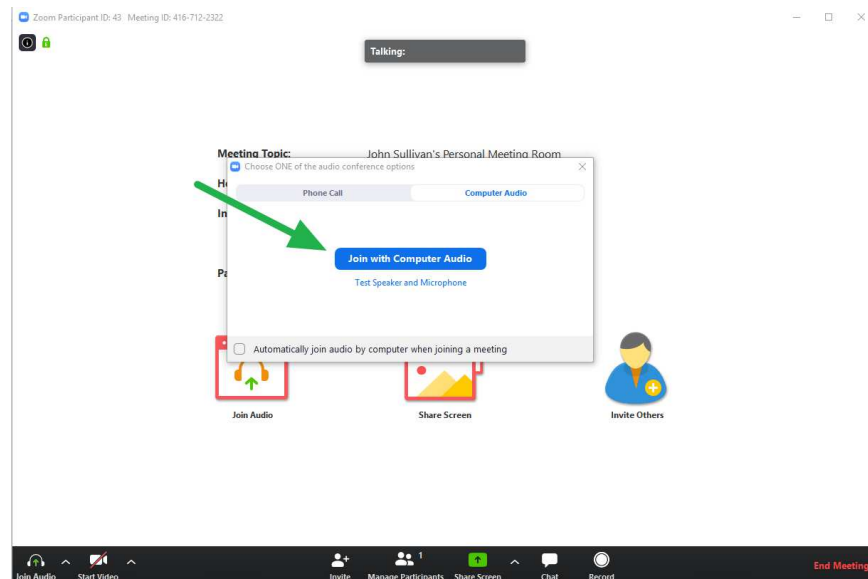 Zoom Participant ID: 43 Meeting ID: 416-712-2322
Talking:
Meeting Topic: John Sullivan's Personal Meeting Room
Choose ONE of the audio conference options
Phone Call Computer Audio
Join with Computer Audio
Test Speaker and Microphone
Automatically join audio by computer when joining a meeting
Join Audio Share Screen Invite Others
1
Join Audio Start Video Invite Manage Participants Share Screen Chat Record End Meeting